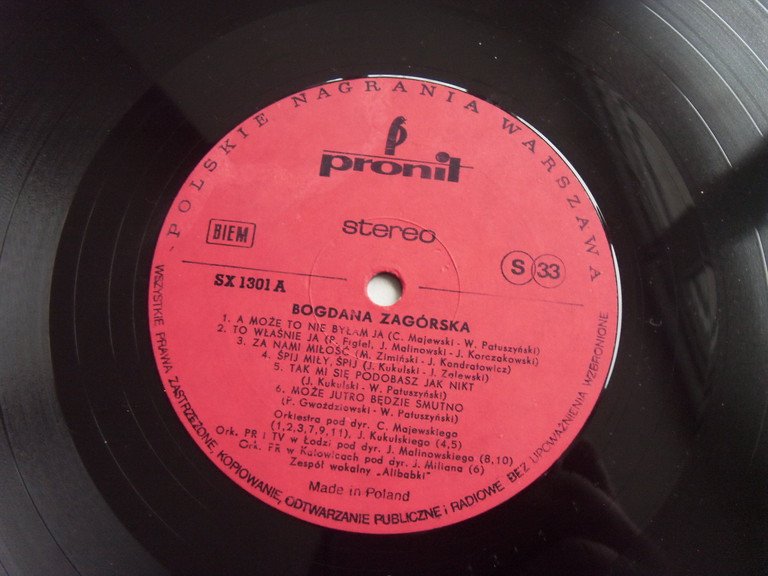 POLSKIE NAGRANIA WARSZAWA
pronit
stereo
BIEM
S 33
SX 1301 A
BOGDANA ZAGÓRSKA
1. A MOŻE TO NIE BYŁAM JA (C. Majewski - W. Patuszyński)
2. TO WŁAŚNIE JA (P. Figiel, J. Malinowski - J. Korczakowski)
3. ZA NAMI MIŁOŚĆ (M. Zimiński, J. Kondratowicz)
4. ŚPIJ MIŁY, ŚPIJ (J. Kukulski - J. Zalewski)
5. TAK MI SIĘ PODOBASZ JAK NIKT
(J. Kukulski - W. Patuszyński)
6. MOŻE JUTRO BĘDZIE SMUTNO
(P. Gwoździowski - W. Patuszyński)
Orkiestra pod dyr. C. Majewskiego
(1,2,3,7,9,11), J. Kukulskiego (4,5)
Ork. PR i TV w Łodzi pod dyr. J. Malinowskiego (8,10)
Ork. PR w Katowicach pod dyr. J. Miliana (6)
Zespół wokalny „Alibabki"
Made in Poland
WSZYSTKIE PRAWA ZASTRZEŻONE, KOPIOWANIE, ODTWARZANIE PUBLICZNE i RADIOWE BEZ UPOWAŻNIENIA WZBRONIONE